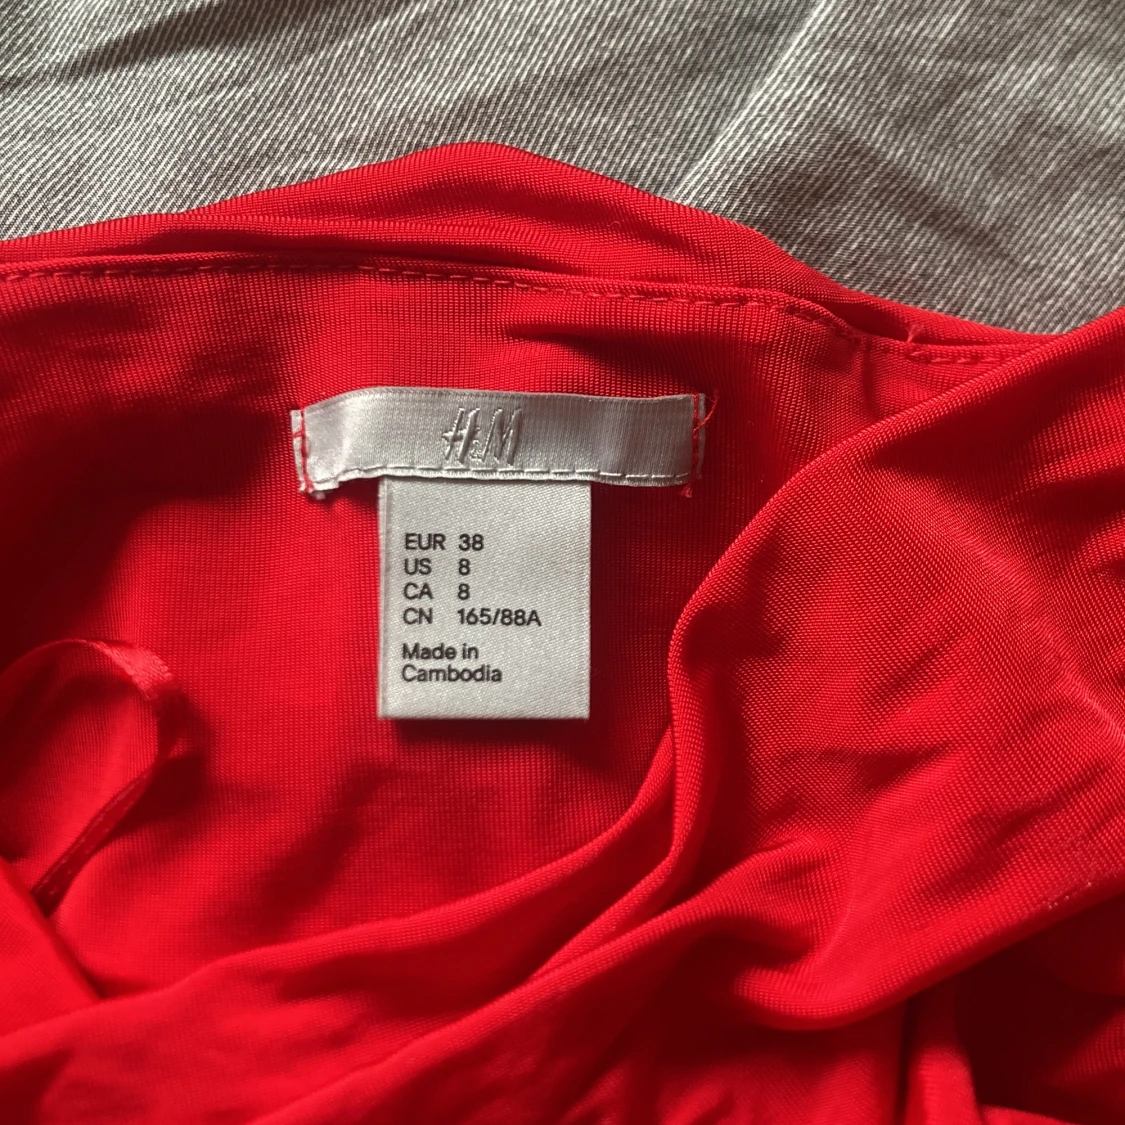 H&M
EUR 38
US 8
CA 8
CN 165/88A
Made in
Cambodia